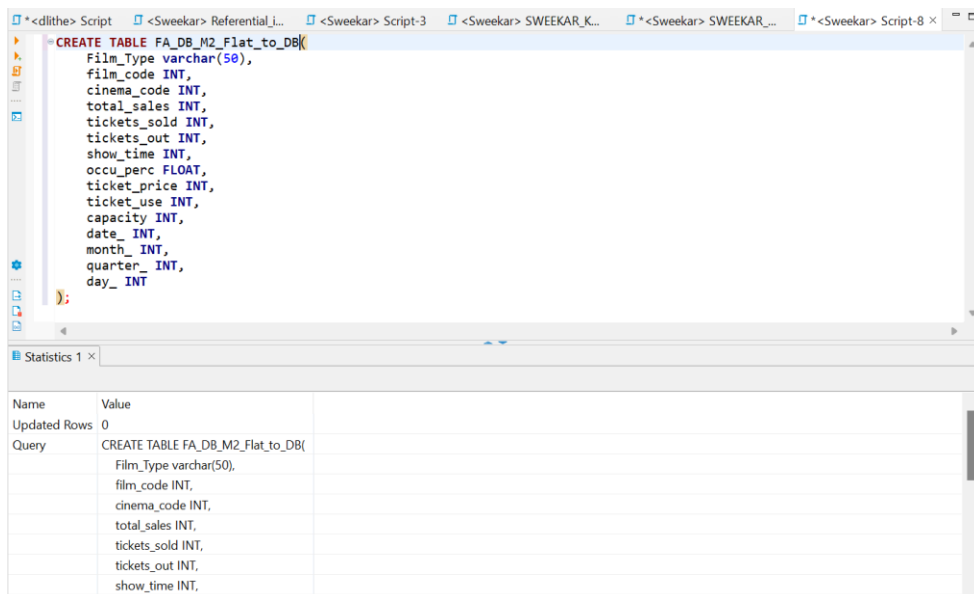 *<dlithe> Script
<Sweekar> Referential_i...
<Sweekar> Script-3
<Sweekar> SWEEKAR_K...
*<Sweekar> SWEEKAR_...
*<Sweekar> Script-8
CREATE TABLE FA_DB_M2_Flat_to_DB(
Film_Type varchar(50),
film_code INT,
cinema_code INT,
total_sales INT,
tickets_sold INT,
tickets_out INT,
show_time INT,
occu_perc FLOAT,
ticket_price INT,
ticket_use INT,
capacity INT,
date_ INT,
month_ INT,
quarter_ INT,
day_ INT
);
Statistics 1
Name Value
Updated Rows 0
Query CREATE TABLE FA_DB_M2_Flat_to_DB(
Film_Type varchar(50),
film_code INT,
cinema_code INT,
total_sales INT,
tickets_sold INT,
tickets_out INT,
show_time INT,